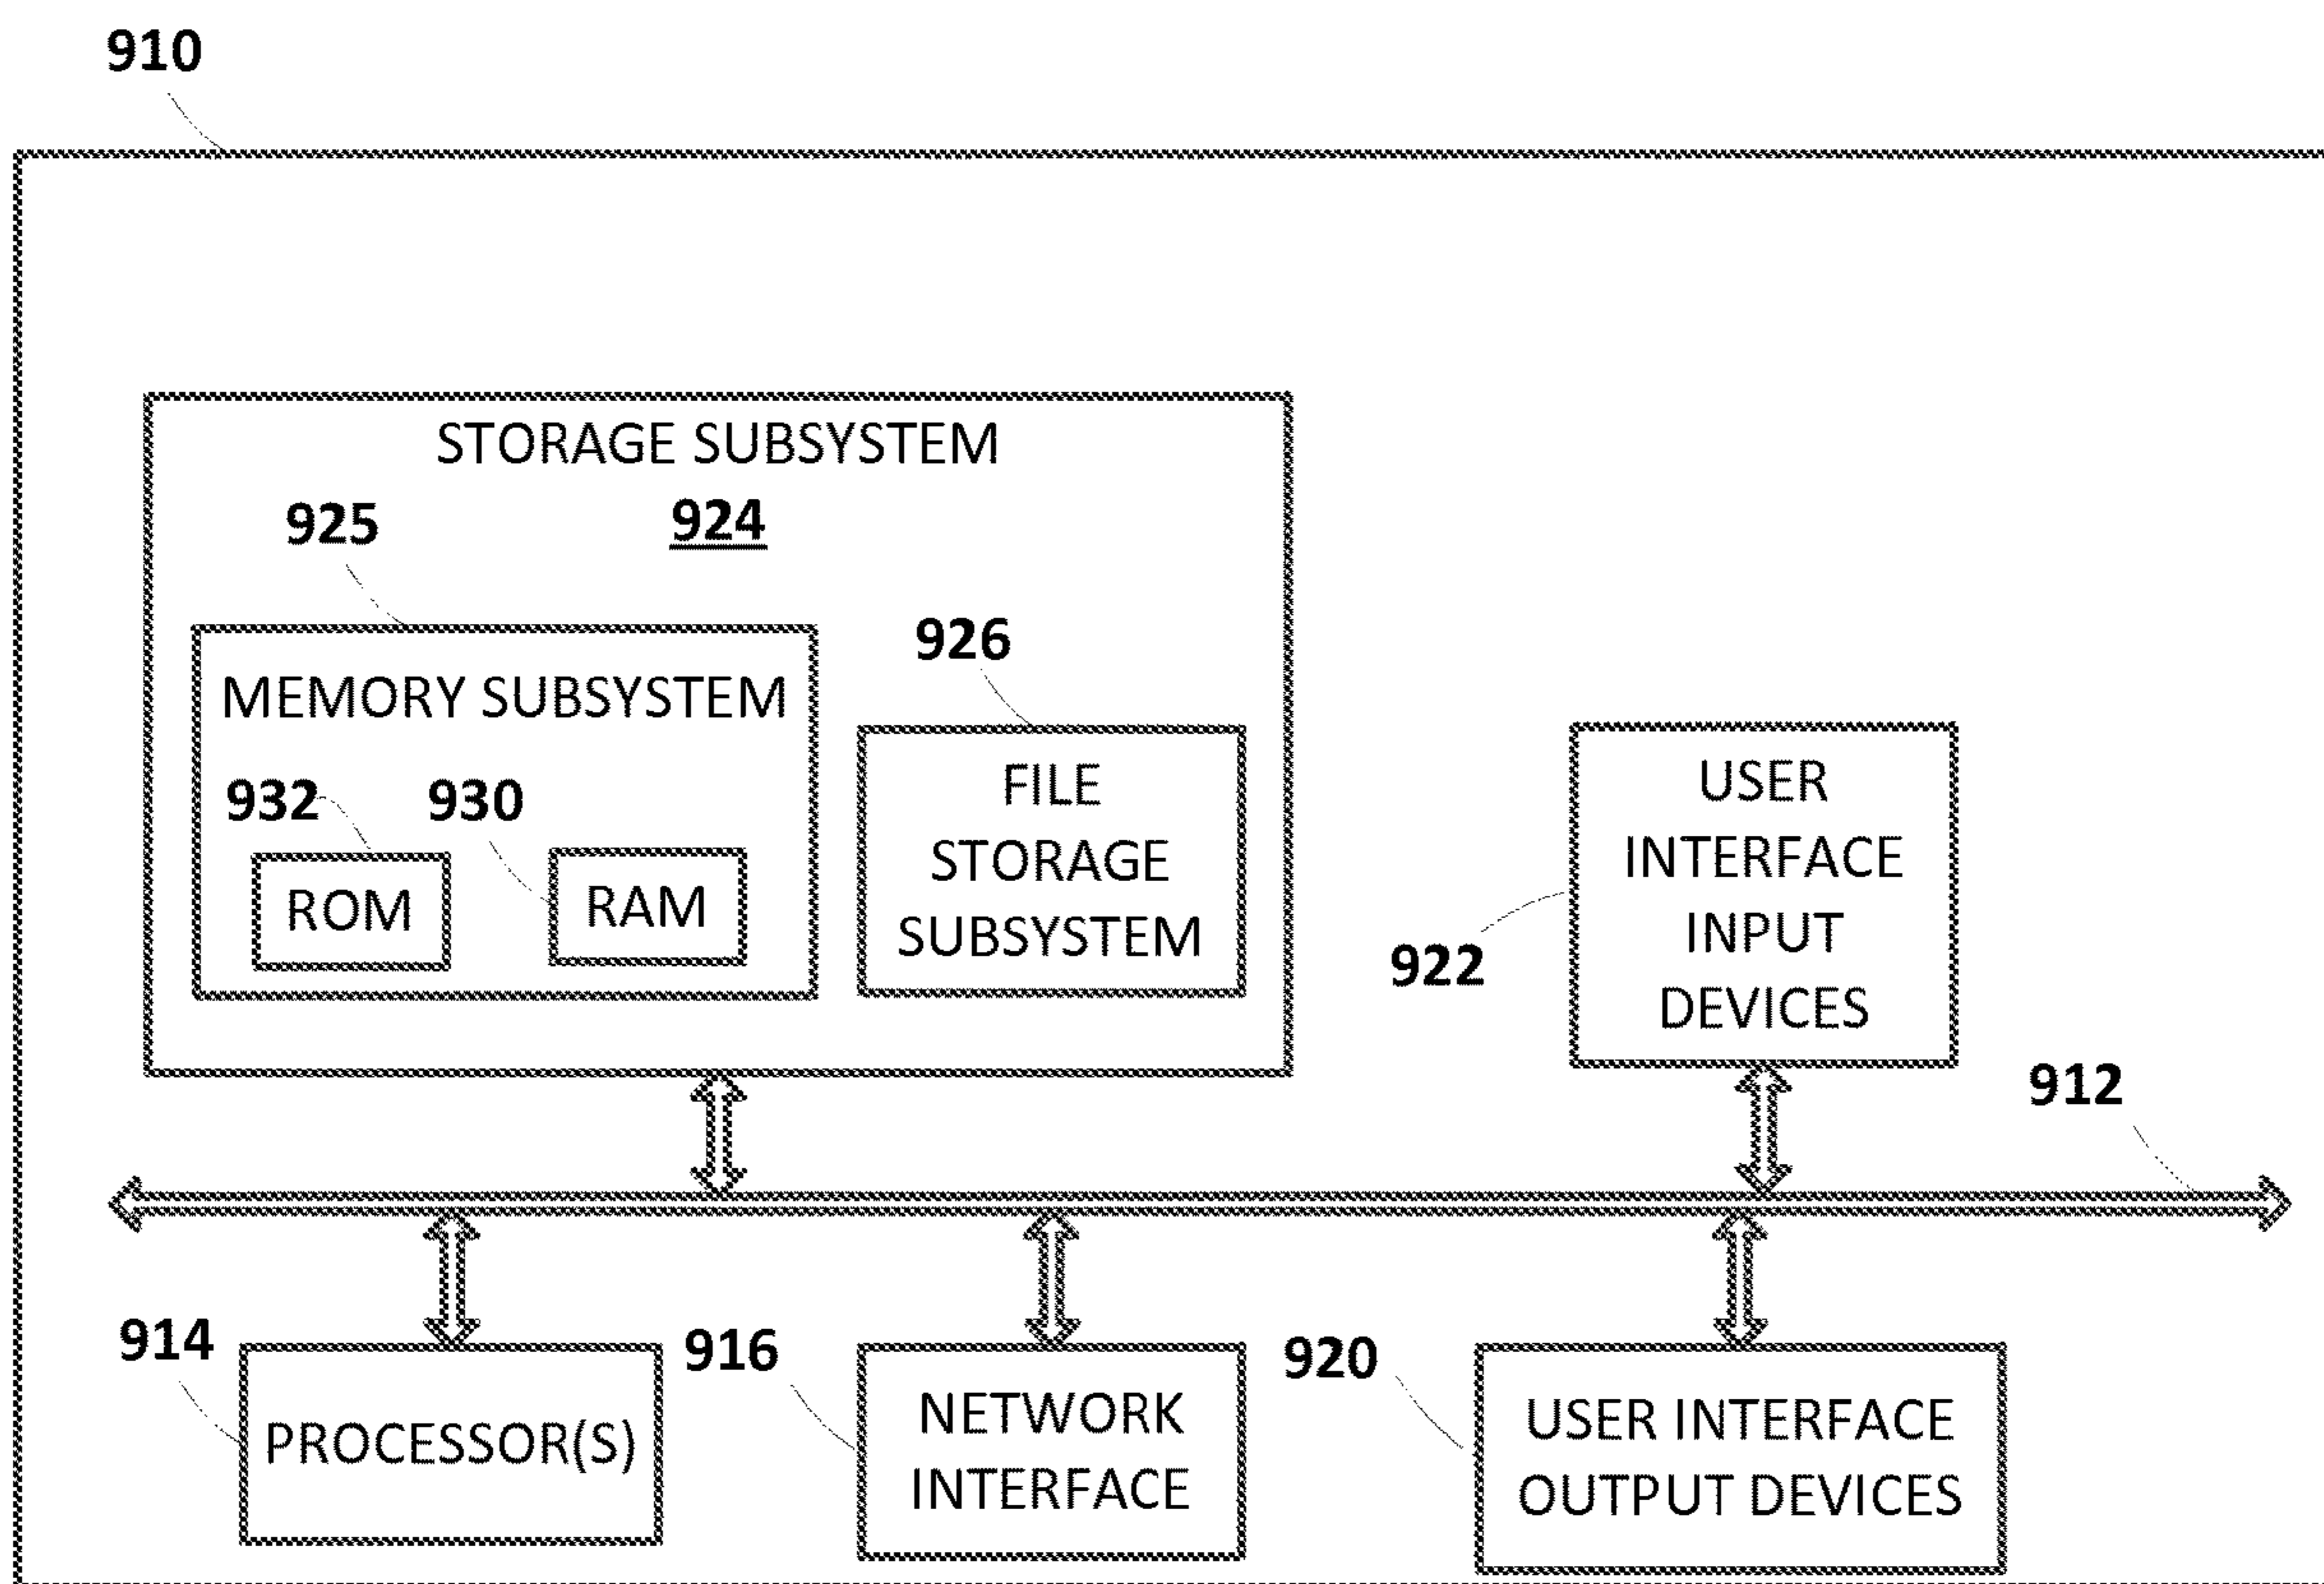 910
STORAGE SUBSYSTEM
924
925
MEMORY SUBSYSTEM
932
930
ROM
RAM
926
FILE
STORAGE
SUBSYSTEM
USER
INTERFACE
INPUT
DEVICES
922
912
914
PROCESSOR(S)
916
NETWORK
INTERFACE
920
USER INTERFACE
OUTPUT DEVICES